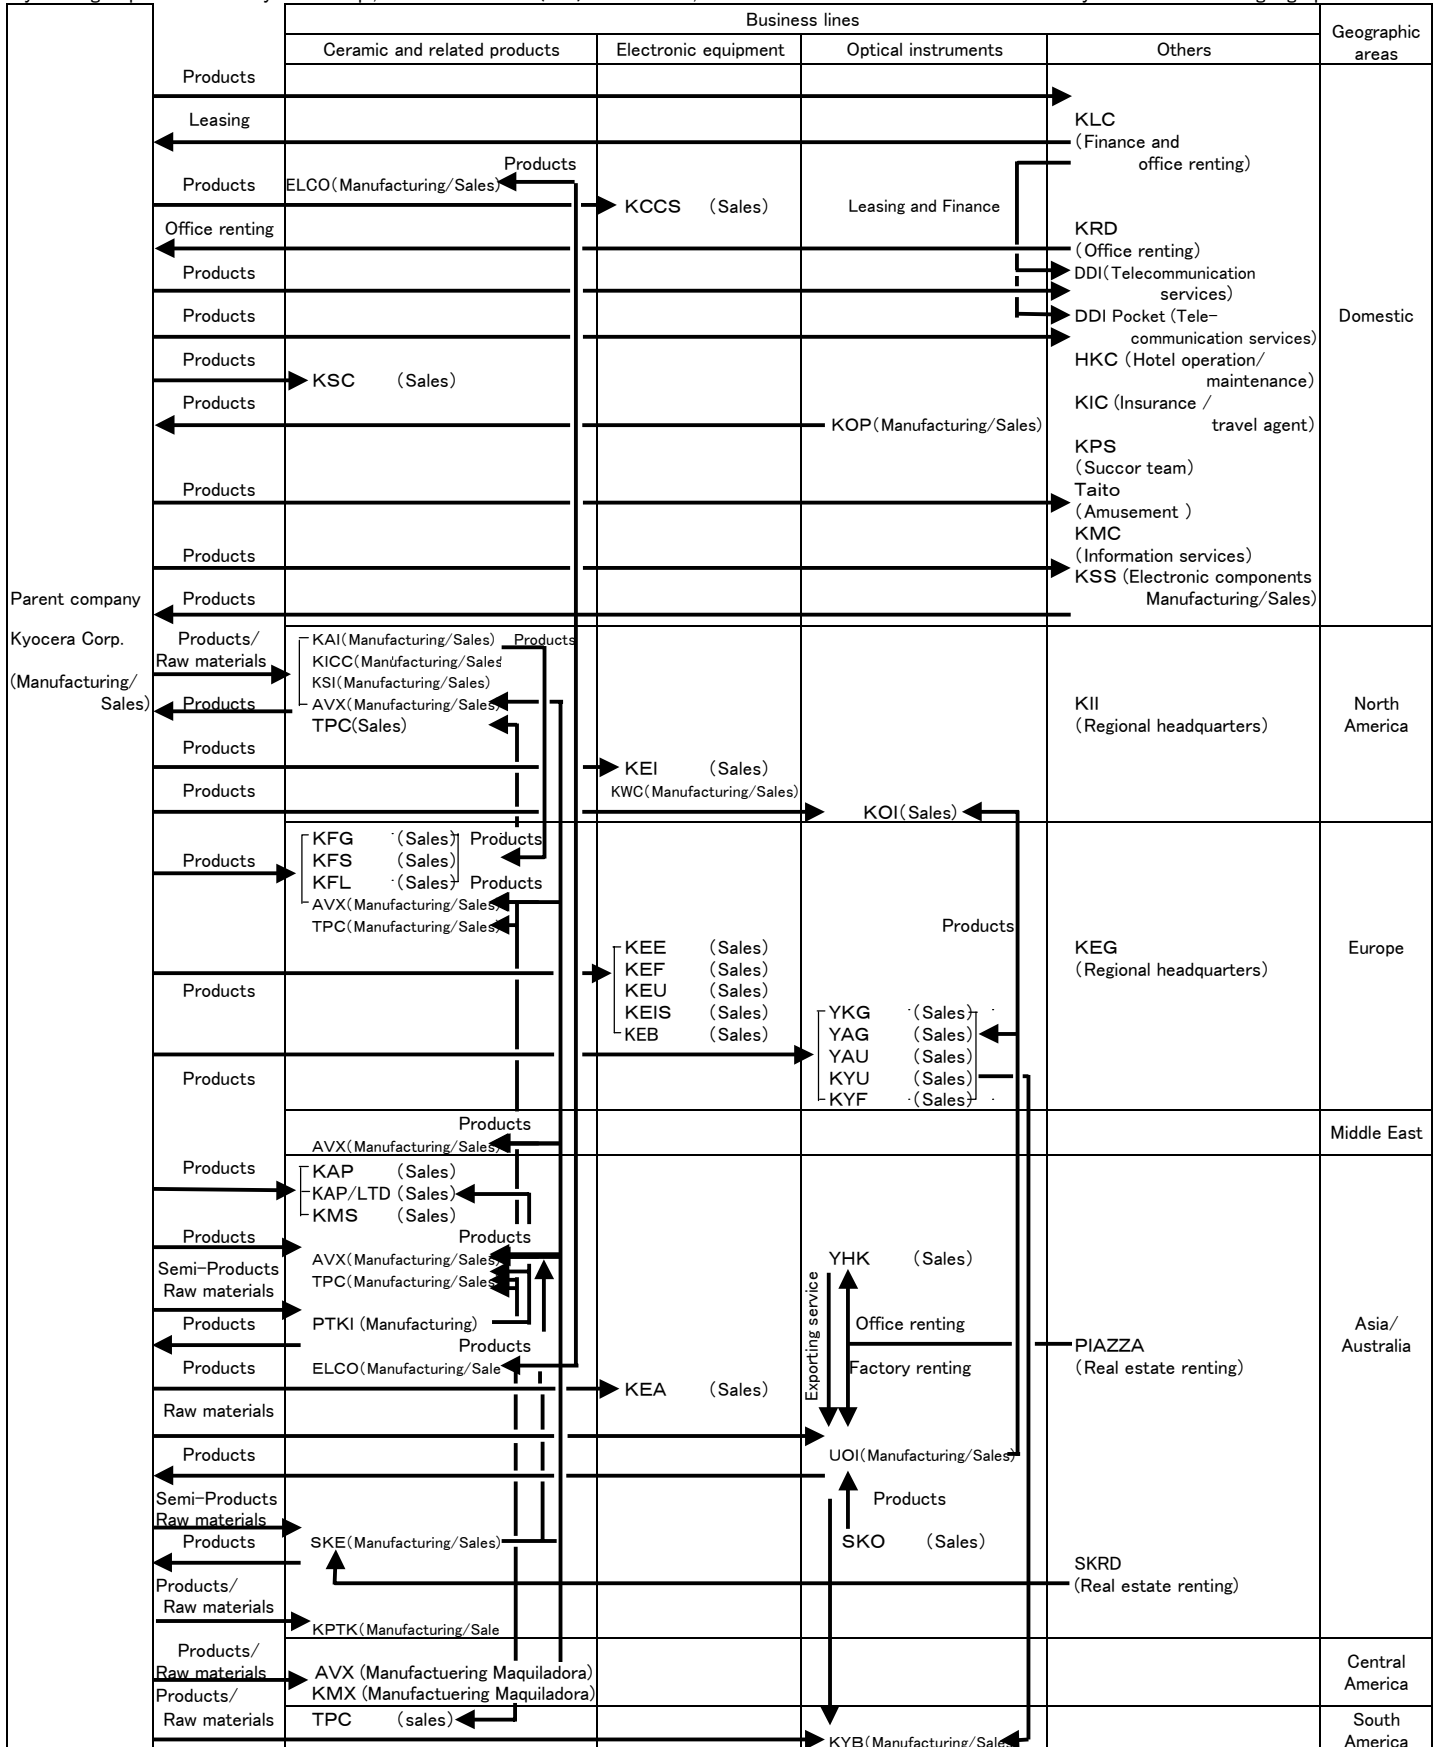 Business lines
Geographic
areas
Ceramic and related products
Electronic equipment
Optical instruments
Others
Products
Leasing
KLC
(Finance and
office renting)
Products
Products
ELCO(Manufacturing/Sales)
KCCS (Sales)
Leasing and Finance
Office renting
KRD
(Office renting)
Products
DDI(Telecommunication
services)
Products
DDI Pocket (Tele-
communication services)
Domestic
Products
HKC (Hotel operation/
maintenance)
KSC (Sales)
Products
KIC (Insurance /
travel agent)
KOP(Manufacturing/Sales)
KPS
(Succor team)
Products
Taito
(Amusement )
KMC
(Information services)
Products
KSS (Electronic components
Manufacturing/Sales)
Parent company
Products
Kyocera Corp.
(Manufacturing/
Sales)
Products/
Raw materials
KAI(Manufacturing/Sales)
Products
KICC(Manufacturing/Sales
KSI(Manufacturing/Sales)
Products
AVX(Manufacturing/Sales)
TPC(Sales)
KII
(Regional headquarters)
North
America
Products
KEI (Sales)
Products
KWC(Manufacturing/Sales)
KOI(Sales)
KFG (Sales)
Products
Products
KFS (Sales)
KFL (Sales)
Products
AVX(Manufacturing/Sales)
TPC(Manufacturing/Sales)
Products
KEE (Sales)
KEF (Sales)
KEU (Sales)
KEIS (Sales)
KEB (Sales)
KEG
(Regional headquarters)
Europe
Products
YKG (Sales)
YAG (Sales)
YAU (Sales)
KYU (Sales)
KYF (Sales)
Products
Products
AVX(Manufacturing/Sales)
Middle East
Products
KAP (Sales)
KAP/LTD (Sales)
KMS (Sales)
Products
Products
AVX(Manufacturing/Sales)
YHK (Sales)
Semi-Products
Raw materials
TPC(Manufacturing/Sales
Exporting service
Products
PTKI (Manufacturing)
Office renting
Asia/
Australia
Products
PIAZZA
(Real estate renting)
Products
ELCO(Manufacturing/Sale
Factory renting
KEA (Sales)
Raw materials
Products
UOI(Manufacturing/Sales)
Semi-Products
Raw materials
Products
Products
SKE(Manufacturing/Sales)
SKO (Sales)
SKRD
(Real estate renting)
Products/
Raw materials
KPTK(Manufacturing/Sale
Products/
Raw materials
AVX (Manufactuering Maquiladora)
KMX (Manufactuering Maquiladora)
Central
America
Products/
Raw materials
TPC (sales)
South
America
KYB(Manufacturing/Sales